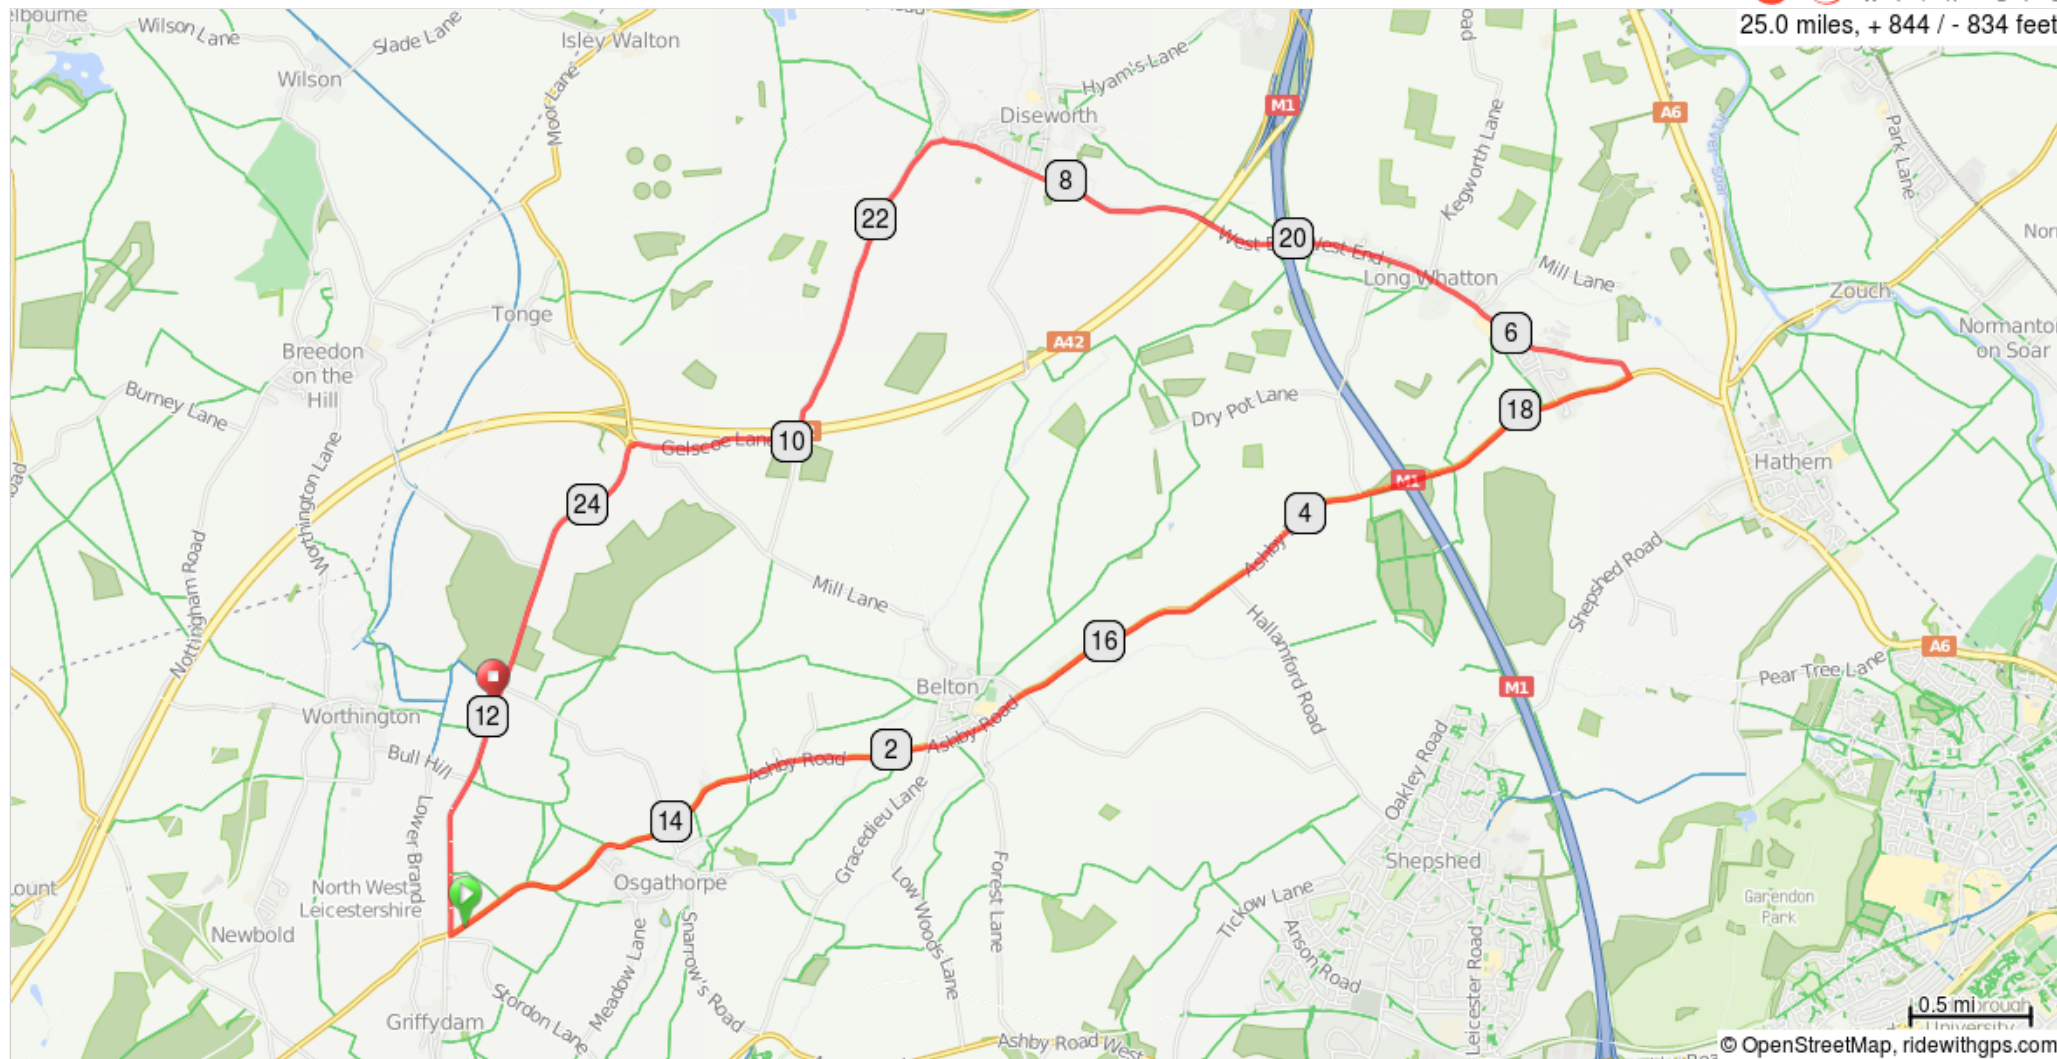 25.0 miles, + 844 / - 834 feet
Wilson Lane
Slade Lane
Isley Walton
Wilson
Moor Lane
Hyam's Lane
Diseworth
M1
A6
Park Lane
Kegworth Lane
8
22
20
West End
Long Whatton
Mill Lane
Zouch
Tonge
Breedon
on the
Hill
6
Normanton
on Soar
A42
Burney Lane
Dry Pot Lane
18
Worthington Lane
Gelscoe Lane
10
Hathern
M1
24
4
Nottingham Road
Ashby
Mill Lane
Shepshed Road
Hallamford Road
16
A6
Pear Tree Lane
Belton
M1
Worthington
12
Bull Hill
Ashby Road
2
Ashby Road
Oakley Road
Lower Brand
14
Gracedieu Lane
Shepshed
Osgathorpe
North West
Leicestershire
Low Woods Lane
Forest Lane
Tickow Lane
Garendon
Park
Newbold
Meadow Lane
Snarrow's Road
Anson Road
Leicester Road
Stordon Lane
Griffydam
Ashby Road West
0.5 mi
University
© OpenStreetMap, ridewithgps.com